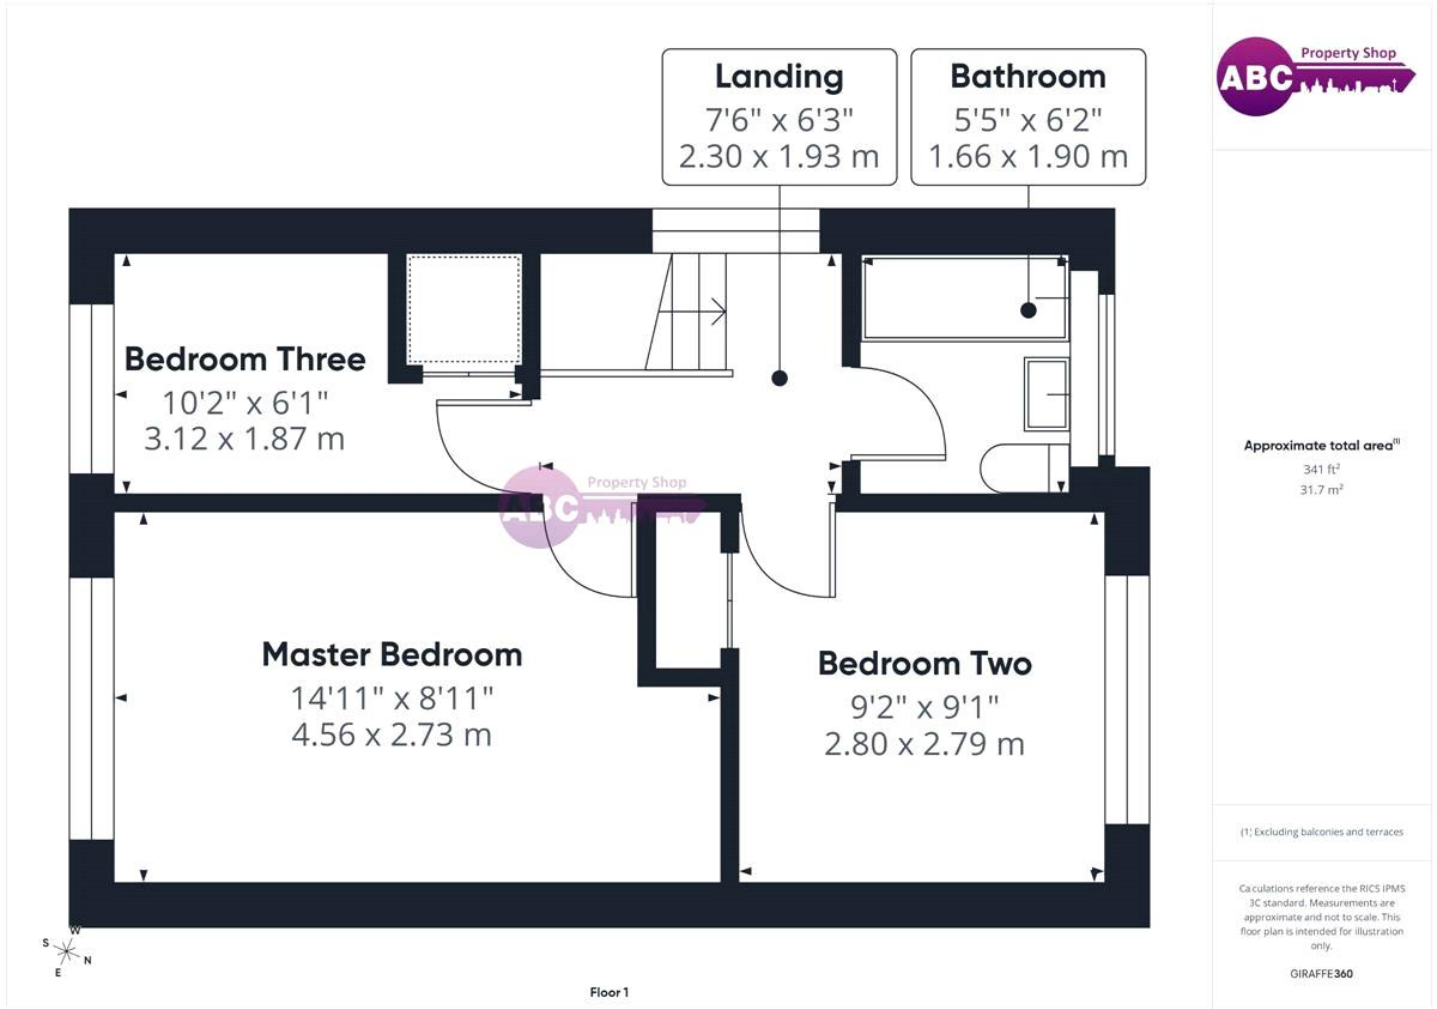 Landing
7'6" x 6'3"
2.30 x 1.93 m
Bathroom
5'5" x 6'2"
1.66 x 1.90 m
ABC Property Shop
Bedroom Three
10'2" x 6'1"
3.12 x 1.87 m
ABC Property Shop
Master Bedroom
14'11" x 8'11"
4.56 x 2.73 m
Bedroom Two
9'2" x 9'1"
2.80 x 2.79 m
Approximate total area(1)
341 ft²
31.7 m²
(1) Excluding balconies and terraces
Calculations reference the RICS IPMS
3C standard. Measurements are
approximate and not to scale. This
floor plan is intended for illustration
only.
GIRAFFE360
W
S
N
E
Floor 1